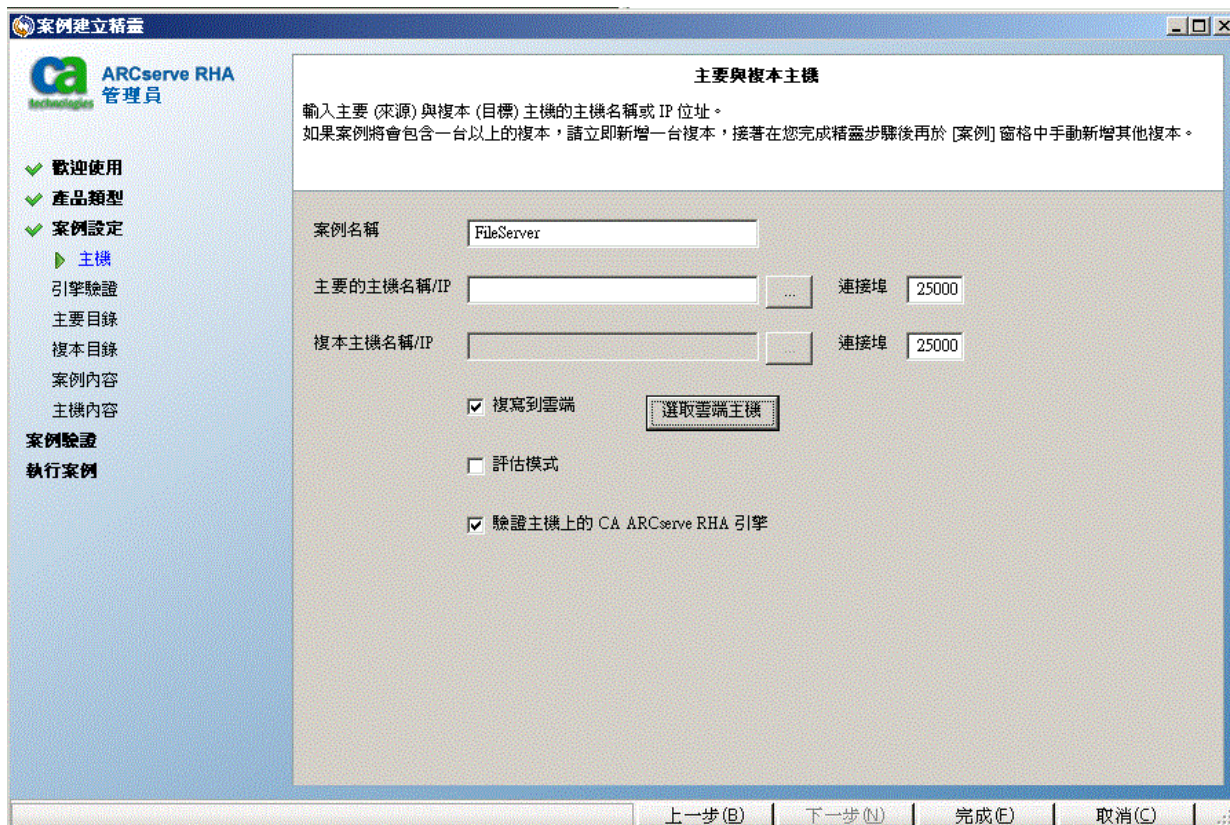 案例建立精靈
ca
technologies
ARCserve RHA
管理員
歡迎使用
產品類型
案例設定
主機
引擎驗證
主要目錄
複本目錄
案例內容
主機內容
案例驗證
執行案例
主要與複本主機
輸入主要 (來源) 與複本 (目標) 主機的主機名稱或 IP 位址。
如果案例將會包含一台以上的複本，請立即新增一台複本，接著在您完成精靈步驟後再於 [案例] 窗格中手動新增其他複本。
案例名稱 FileServer
主要的主機名稱/IP ... 連接埠 25000
複本主機名稱/IP ... 連接埠 25000
複寫到雲端 選取雲端主機
評估模式
驗證主機上的 CA ARCserve RHA 引擎
上一步(B) 下一步(N) 完成(F) 取消(C)